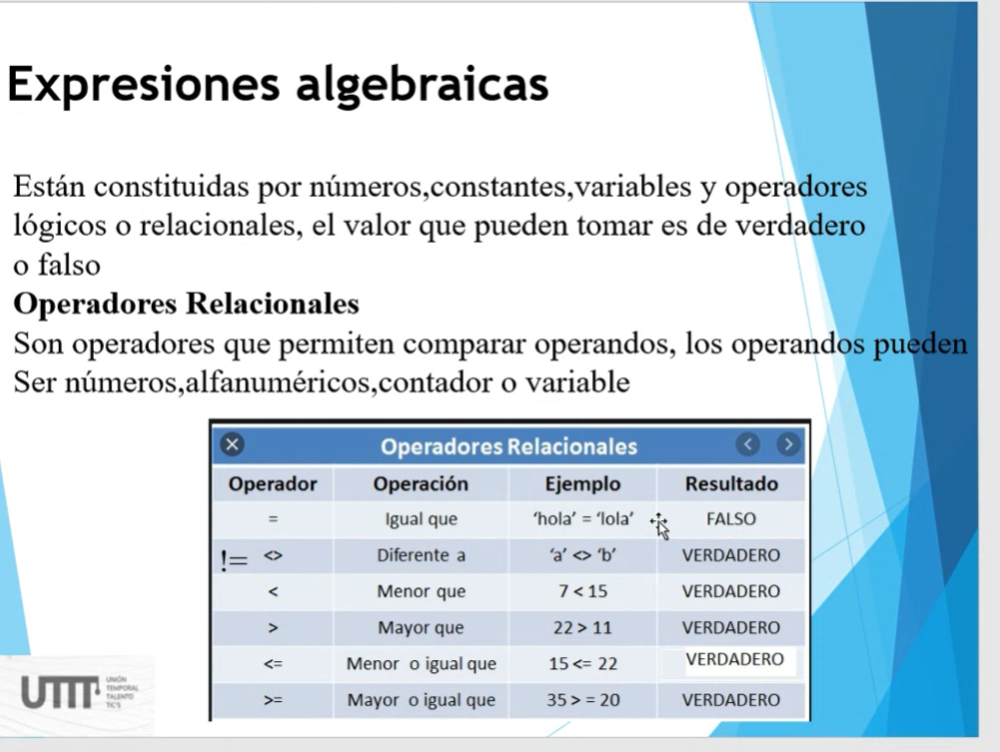 Expresiones algebraicas
Están constituidas por números,constantes,variables y operadores
lógicos o relacionales, el valor que pueden tomar es de verdadero
o falso
Operadores Relacionales
Son operadores que permiten comparar operandos, los operandos pueden
Ser números,alfanuméricos,contador o variable
Operadores Relacionales
Operador Operación Ejemplo Resultado
= Igual que ‘hola’ = ‘lola’ FALSO
!= <> Diferente a ‘a’ <> ‘b’ VERDADERO
< Menor que 7 < 15 VERDADERO
> Mayor que 22 > 11 VERDADERO
<= Menor o igual que 15 <= 22 VERDADERO
>= Mayor o igual que 35 > = 20 VERDADERO
UTTT
UNIÓN
TEMPORAL
TALENTO
TIC'S